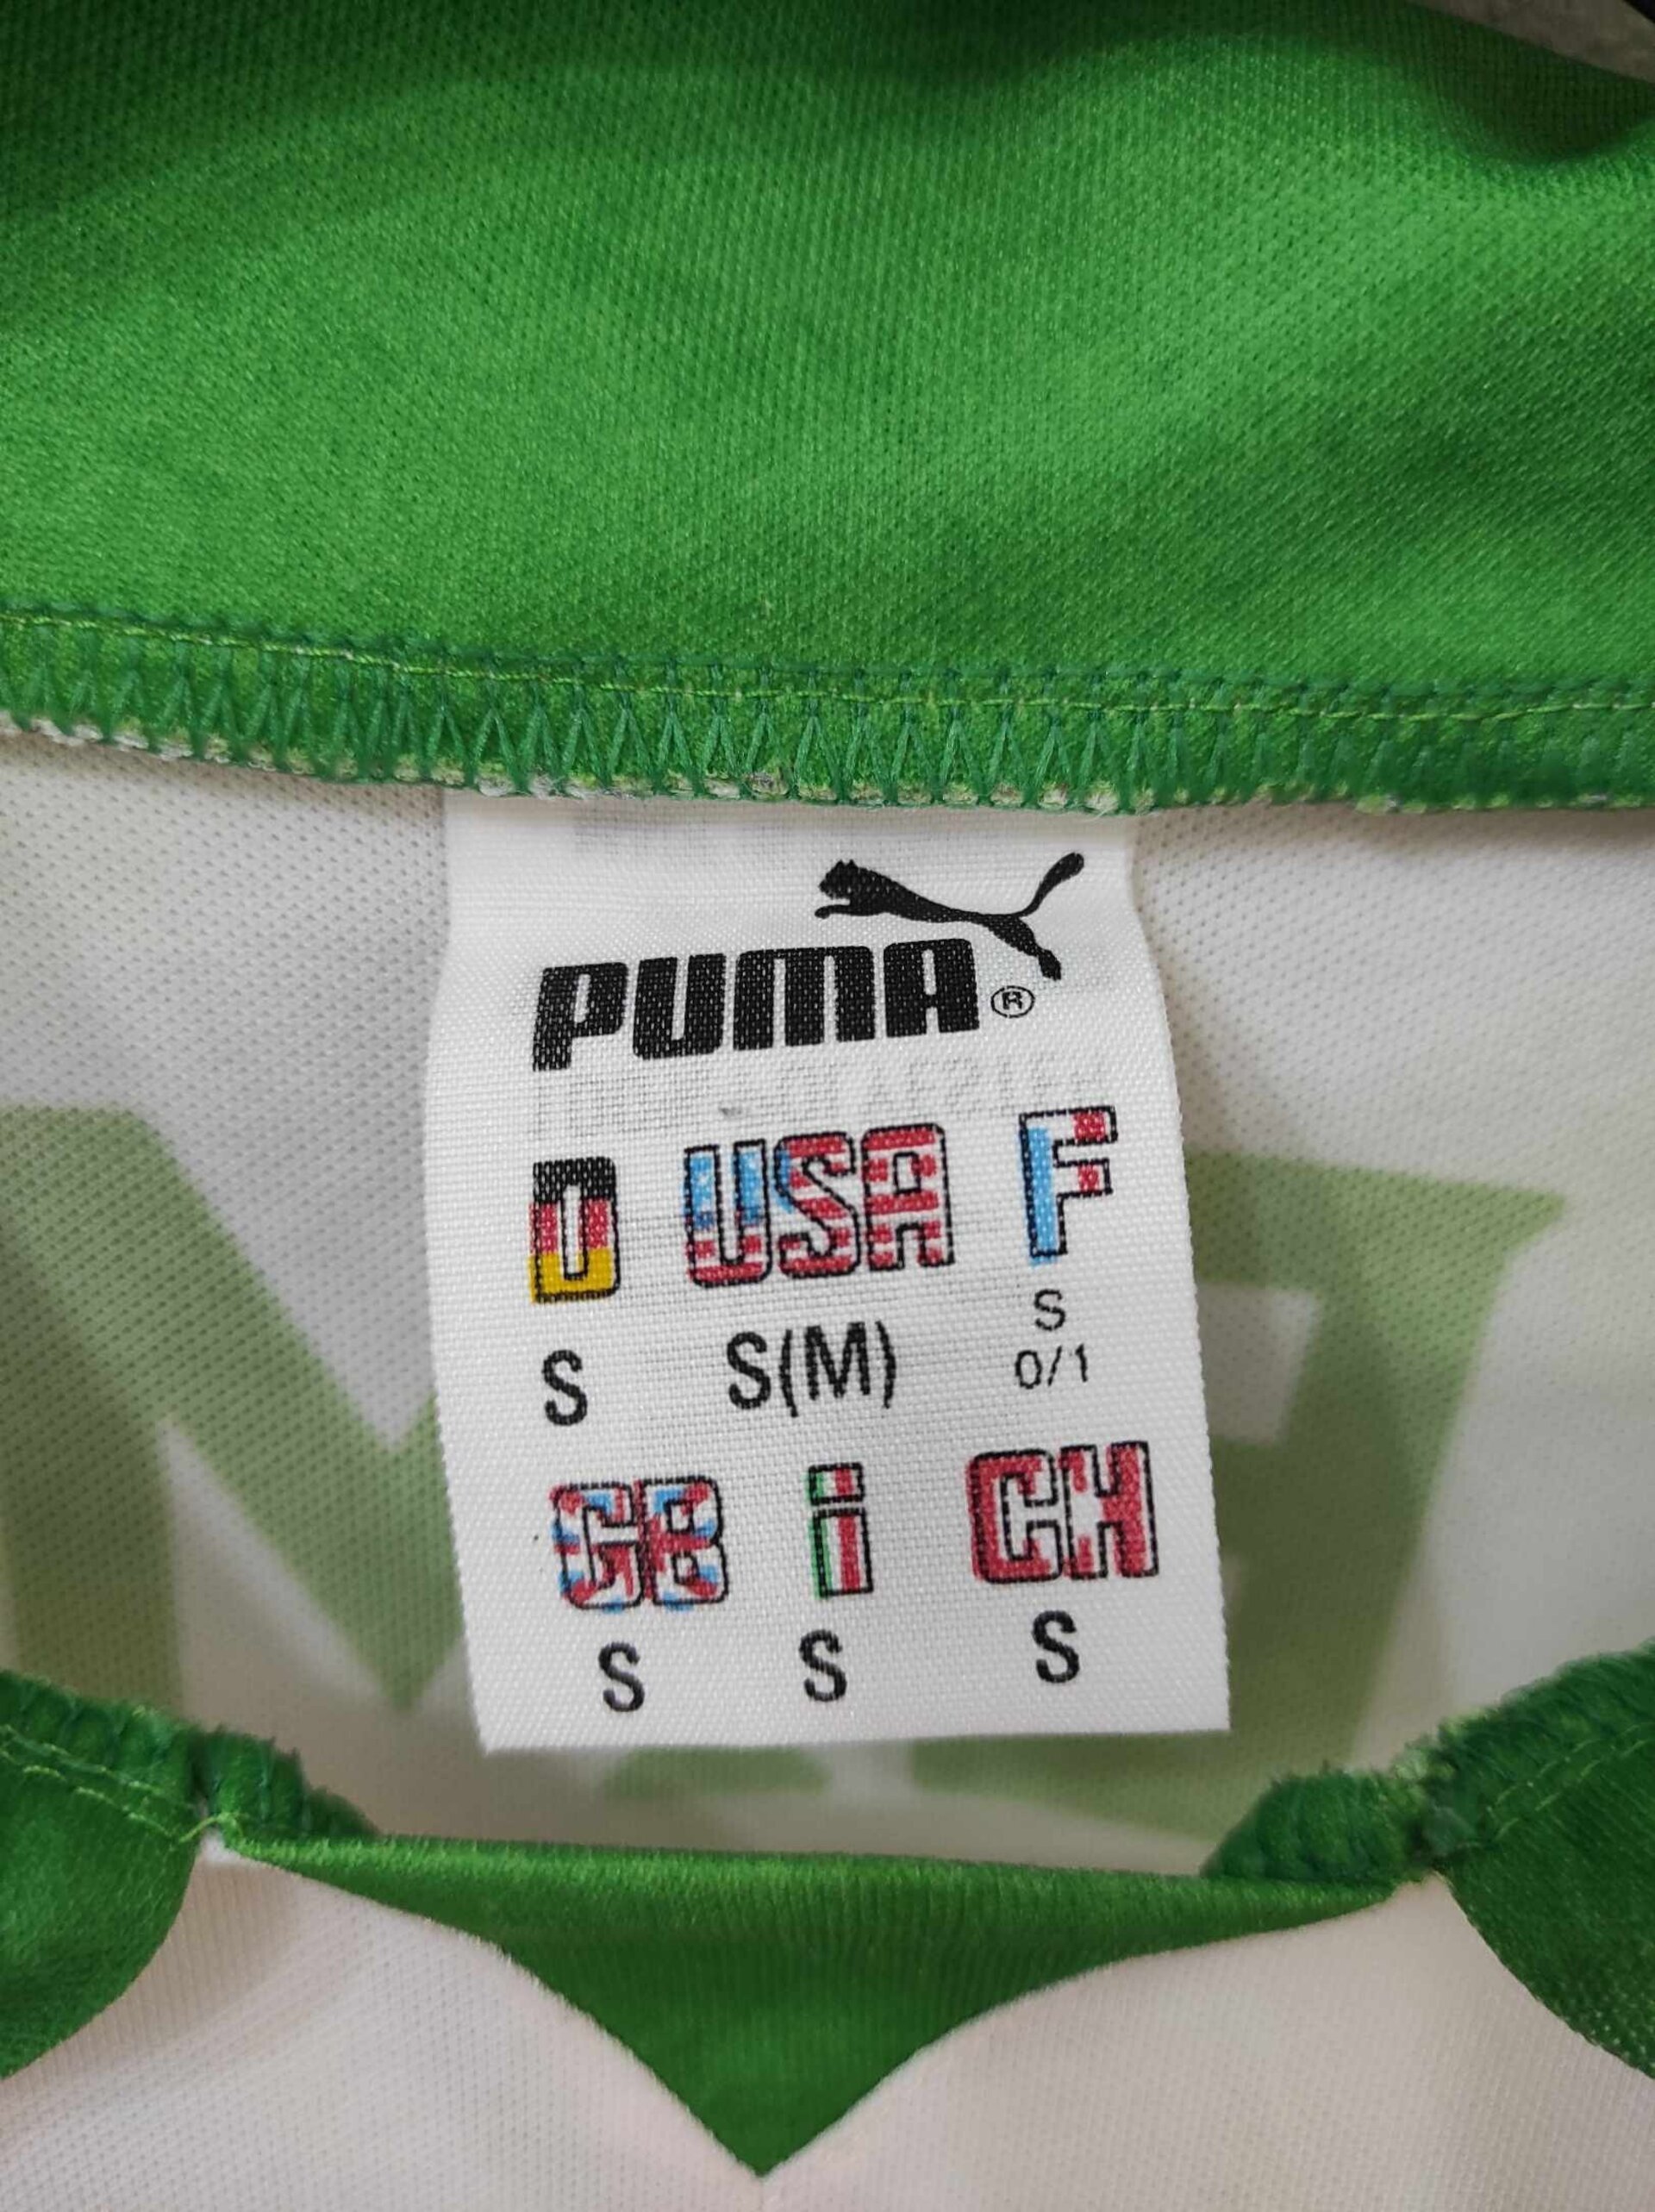 PUMA®
D USA F
S S(M) S
0/1
GB i CH
S S S